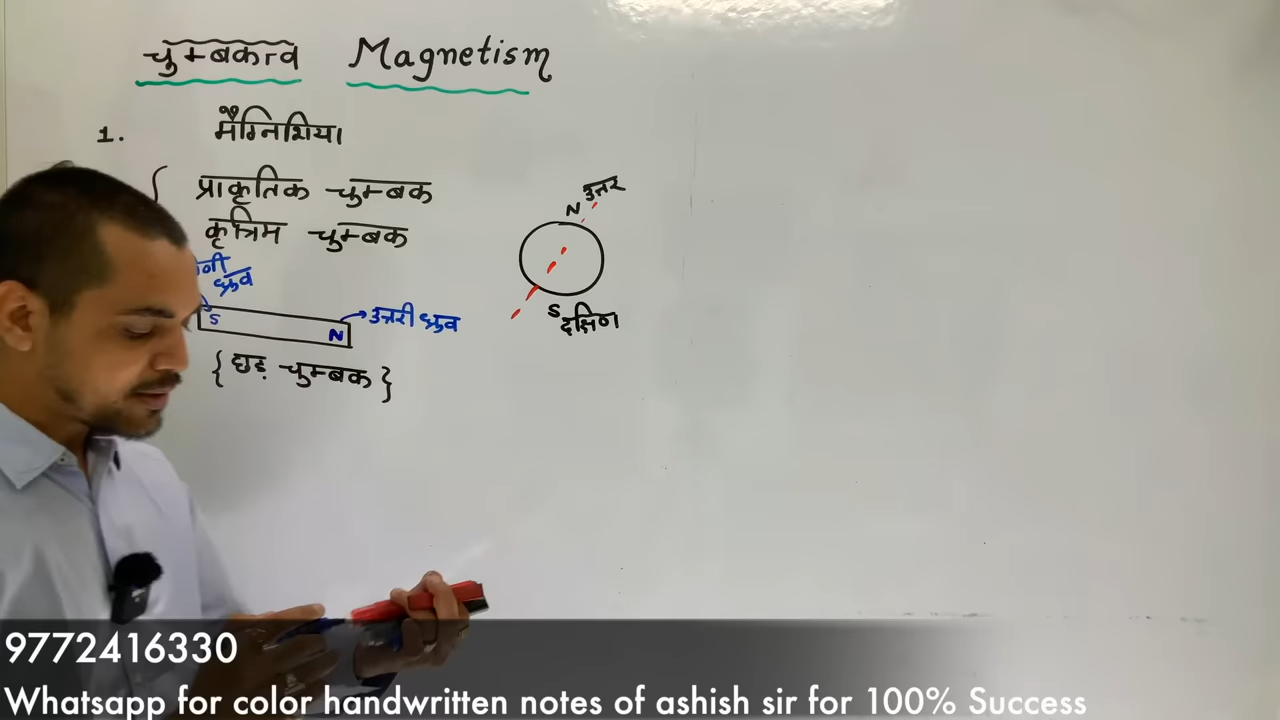 चुम्बकत्व Magnetism
1. मैग्निशिया
प्राकृतिक चुम्बक
कृत्रिम चुम्बक
ध्रुव
S N → उत्तरी ध्रुव
{ छड़ चुम्बक }
N उत्तर
S दक्षिण
9772416330
Whatsapp for color handwritten notes of ashish sir for 100% Success